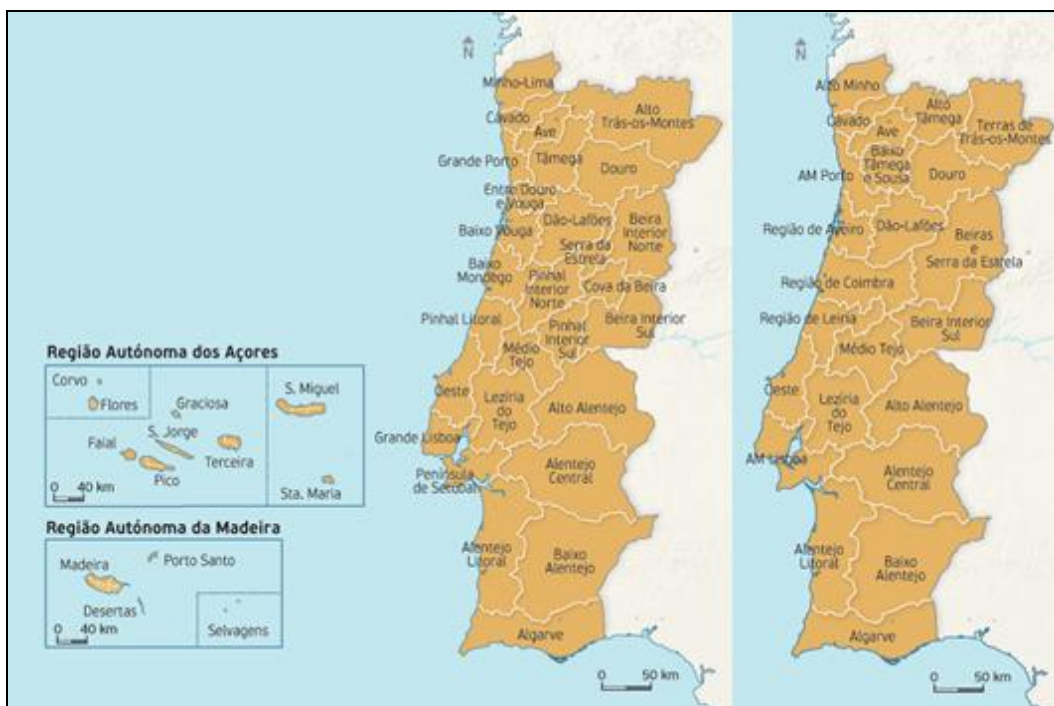 N
Minho-Lima
Cávado
Ave
Alto
Trás-os-Montes
Grande Porto
Tâmega
Douro
Entre Douro
e Vouga
Baixo Vouga
Dão-Lafões
Beira
Interior
Norte
Serra da
Estrela
Baixo
Mondego
Pinhal
Interior
Norte
Cova da Beira
Pinhal Litoral
Pinhal
Interior
Sul
Beira Interior
Sul
Médio
Tejo
Oeste
Lezíria
do
Tejo
Alto Alentejo
Grande Lisboa
Península
de Setúbal
Alentejo
Central
Alentejo
Litoral
Baixo
Alentejo
Algarve
0 50 km
N
Alto Minho
Cávado
Ave
Alto
Tâmega
Terras de
Trás-os-Montes
AM Porto
Baixo
Tâmega
e Sousa
Douro
Região de Aveiro
Dão-Lafões
Beiras
e
Serra da Estrela
Região de Coimbra
Região de Leiria
Médio Tejo
Beira Interior
Sul
Oeste
Lezíria
do
Tejo
Alto Alentejo
AM Lisboa
Alentejo
Central
Alentejo
Litoral
Baixo
Alentejo
Algarve
0 50 km
Região Autónoma dos Açores
Corvo
Flores
Graciosa
S. Miguel
S. Jorge
Faial
Terceira
Pico
Sta. Maria
0 40 km
Região Autónoma da Madeira
Madeira
Porto Santo
Desertas
Selvagens
0 40 km